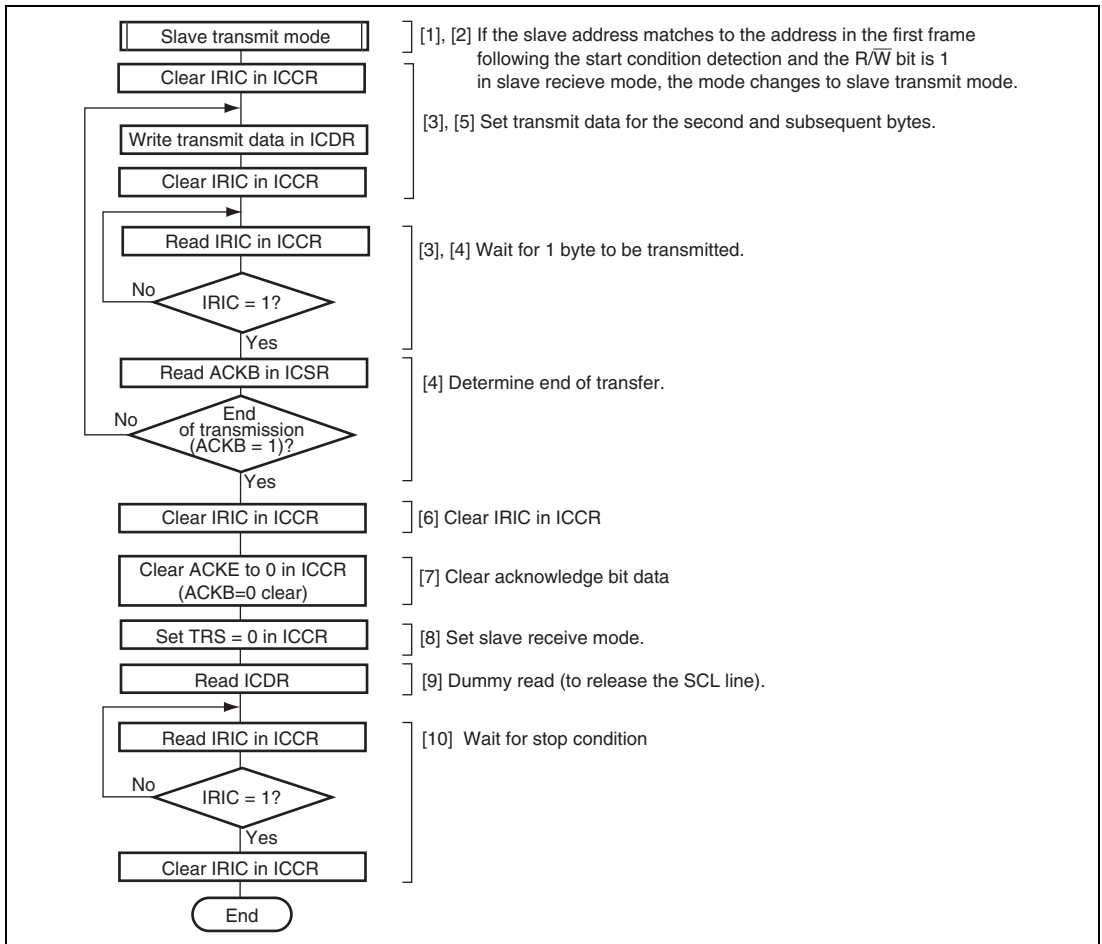 Slave transmit mode
[1], [2] If the slave address matches to the address in the first frame
following the start condition detection and the R/W̅ bit is 1
in slave recieve mode, the mode changes to slave transmit mode.
Clear IRIC in ICCR
[3], [5] Set transmit data for the second and subsequent bytes.
Write transmit data in ICDR
Clear IRIC in ICCR
Read IRIC in ICCR
[3], [4] Wait for 1 byte to be transmitted.
No
IRIC = 1?
Yes
Read ACKB in ICSR
[4] Determine end of transfer.
No
End
of transmission
(ACKB = 1)?
Yes
Clear IRIC in ICCR
[6] Clear IRIC in ICCR
Clear ACKE to 0 in ICCR
(ACKB=0 clear)
[7] Clear acknowledge bit data
Set TRS = 0 in ICCR
[8] Set slave receive mode.
Read ICDR
[9] Dummy read (to release the SCL line).
Read IRIC in ICCR
[10] Wait for stop condition
No
IRIC = 1?
Yes
Clear IRIC in ICCR
End